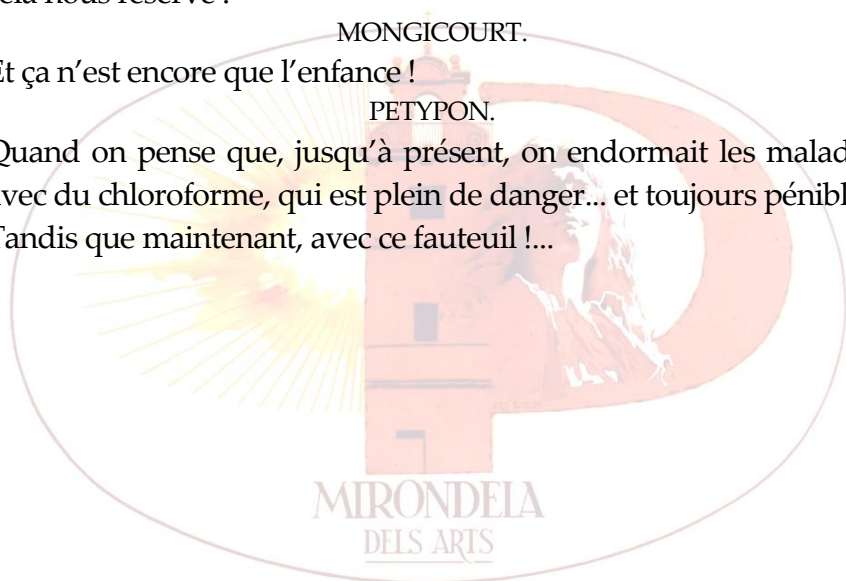 cela nous réserve !
MONGICOURT.
Et ça n’est encore que l’enfance !
PETYPON.
Quand on pense que, jusqu’à présent, on endormait les malad
avec du chloroforme, qui est plein de danger... et toujours pénibl
Tandis que maintenant, avec ce fauteuil !...
MIRONDELA
DELS ARTS